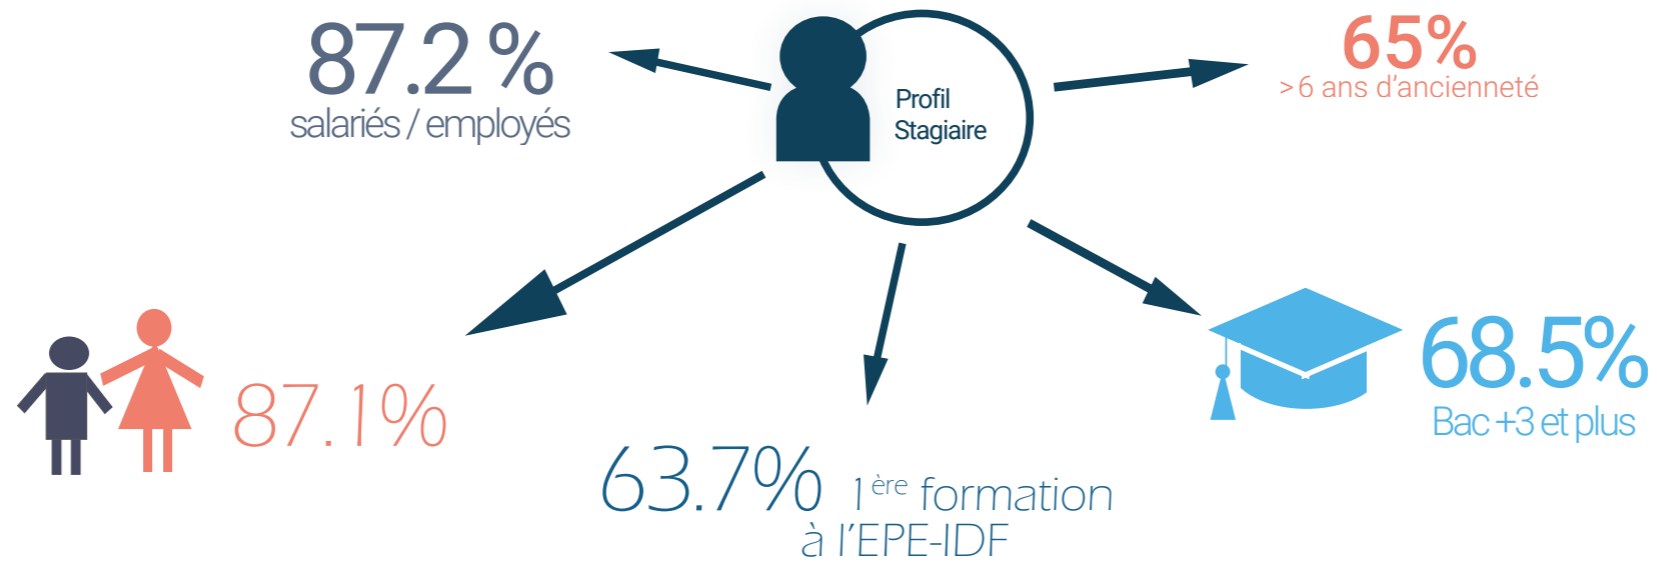 87.2 %
salariés / employés
Profil
Stagiaire
65%
> 6 ans d'ancienneté
87.1%
63.7% 1ère formation
à l'EPE-IDF
68.5%
Bac +3 et plus